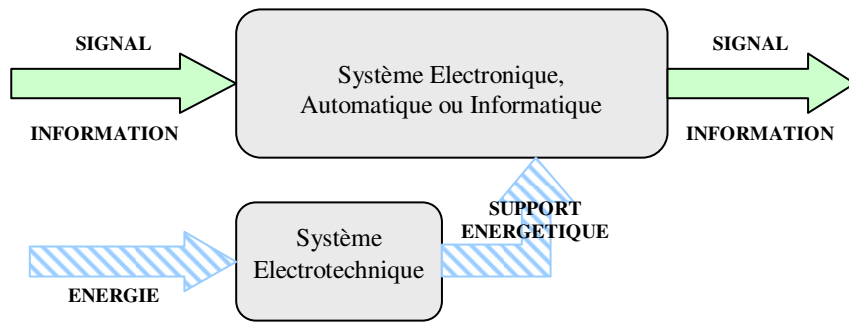 SIGNAL
SIGNAL
Système Electronique,
Automatique ou Informatique
INFORMATION
INFORMATION
SUPPORT
ENERGETIQUE
Système
Electrotechnique
ENERGIE